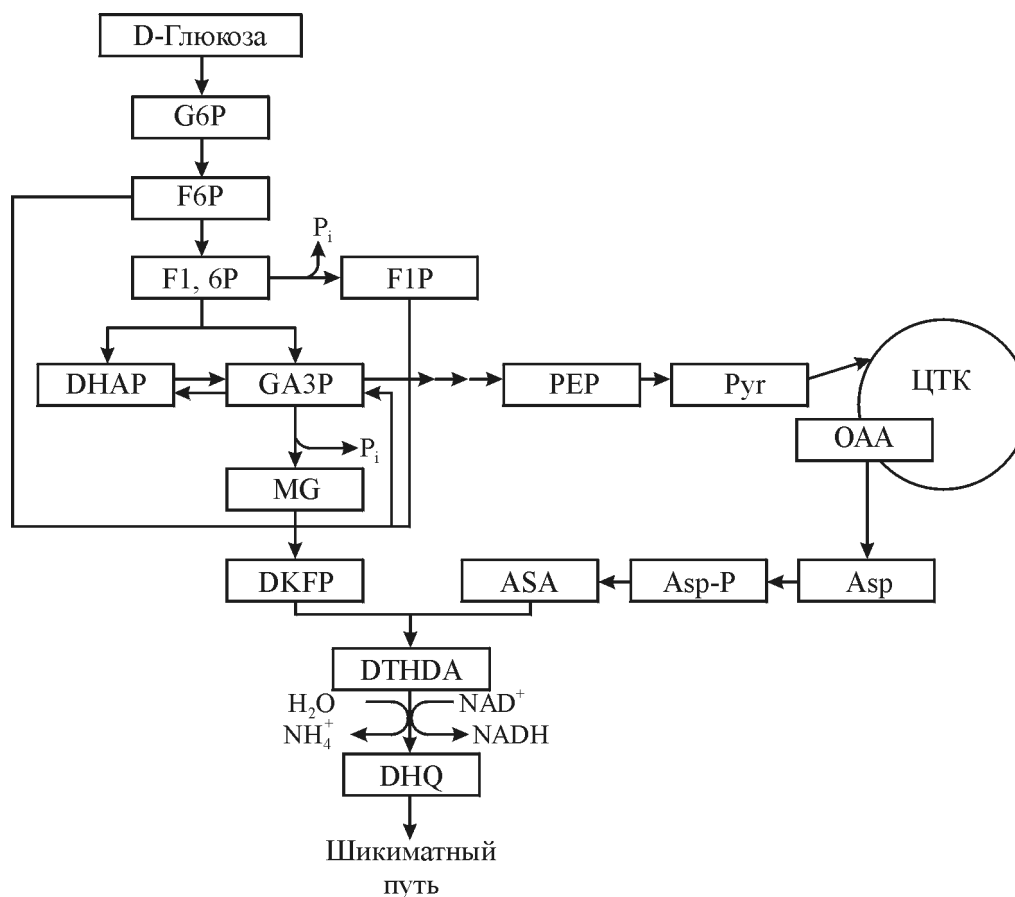 D-Глюкоза
G6P
F6P
Pi
F1, 6P
F1P
DHAP
GA3P
PEP
Pyr
ЦТК
OAA
Pi
MG
DKFP
ASA
Asp-P
Asp
DTHDA
H2O
NAD+
NH4+
NADH
DHQ
Шикиматный
путь